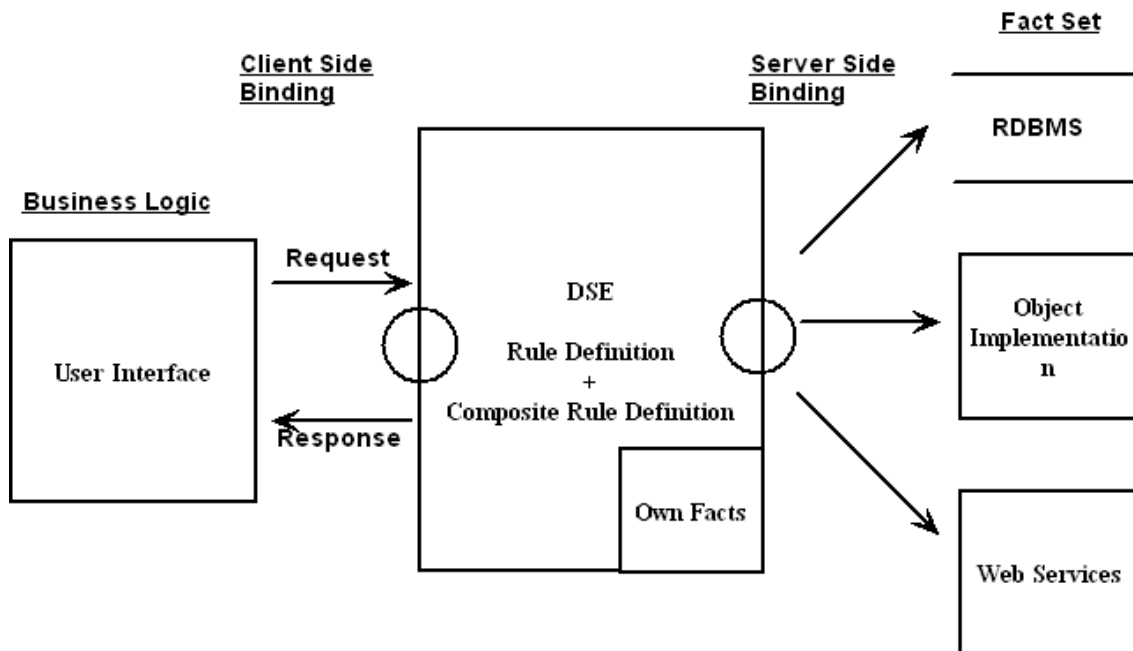 Fact Set
Client Side
Binding
Server Side
Binding
RDBMS
Business Logic
Request
DSE
Object
Implementatio
n
Rule Definition
+
Composite Rule Definition
User Interface
Response
Own Facts
Web Services